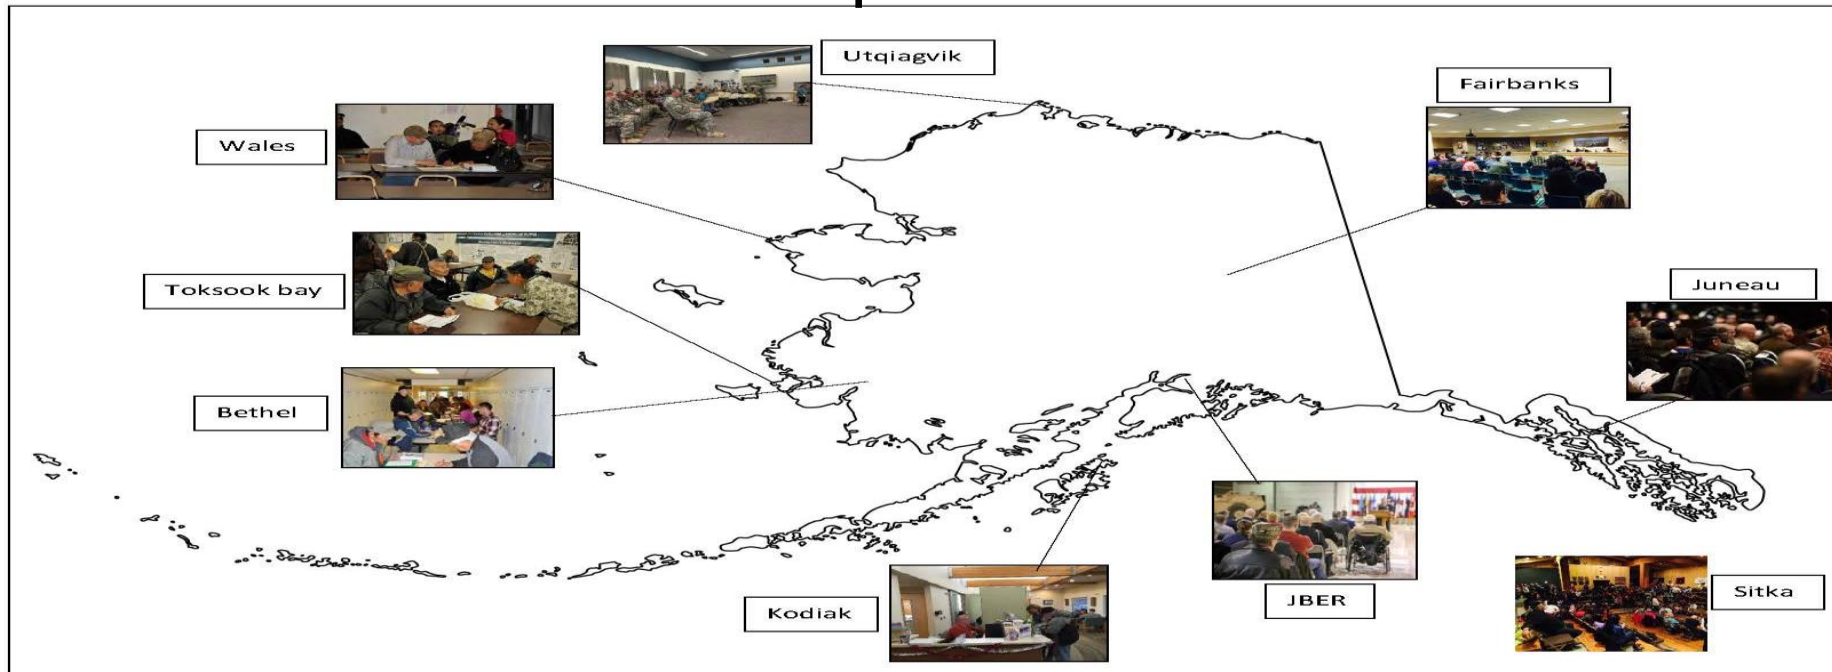 Utqiagvik
Fairbanks
Wales
Toksook bay
Juneau
Bethel
Kodiak
JBER
Sitka